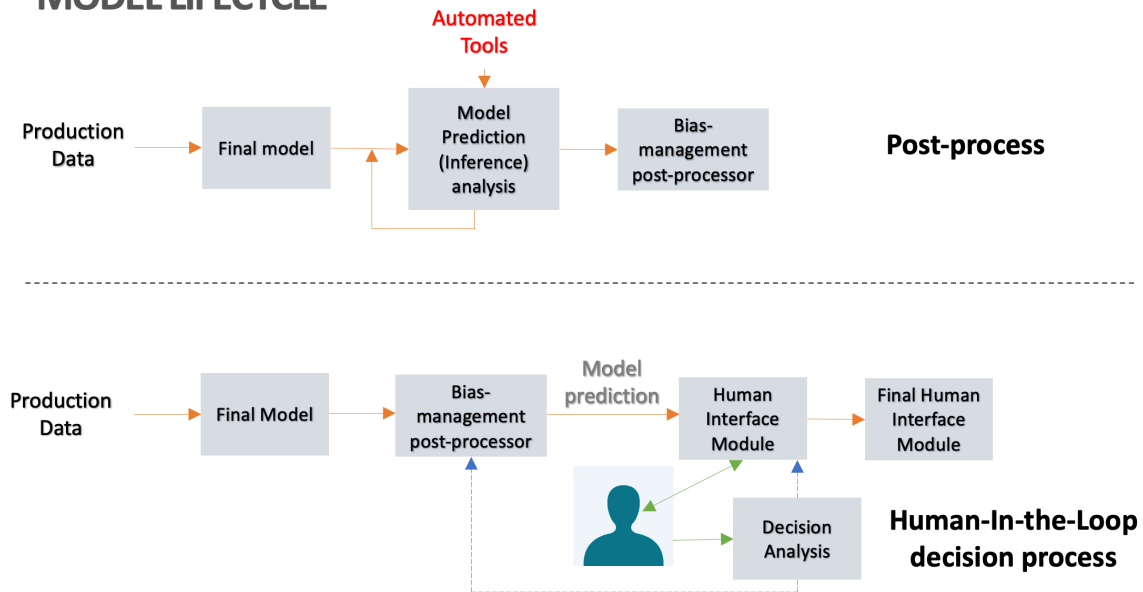 MODEL LIFECYCLE
Automated
Tools
Production
Data
Final model
Model
Prediction
(Inference)
analysis
Bias-
management
post-processor
Post-process
Production
Data
Final Model
Bias-
management
post-processor
Model
prediction
Human
Interface
Module
Final Human
Interface
Module
Decision
Analysis
Human-In-the-Loop
decision process